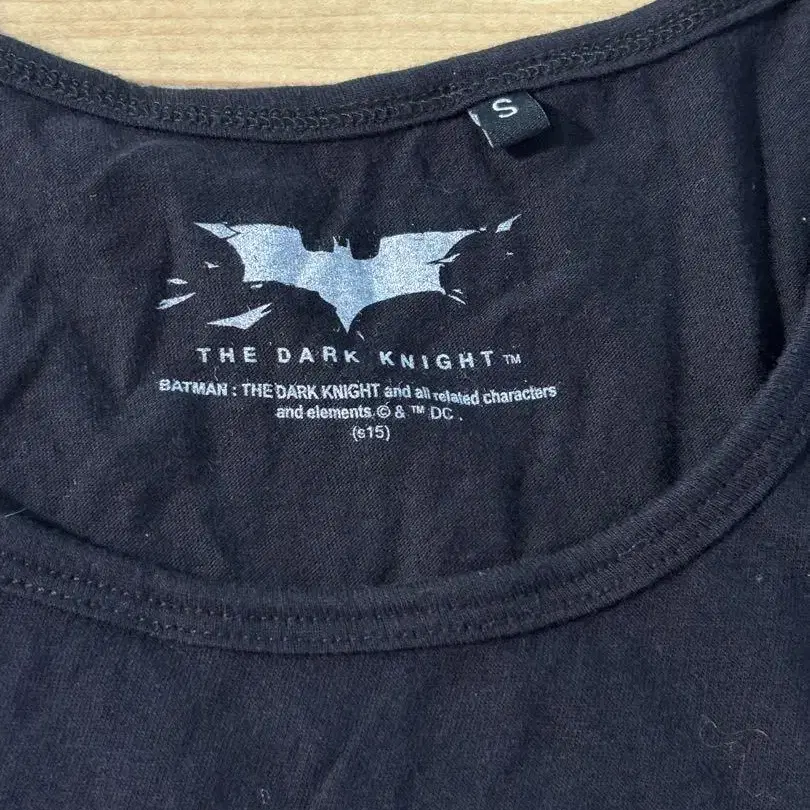 S
THE DARK KNIGHT™
BATMAN : THE DARK KNIGHT and all related characters
and elements © & ™ DC .
(s15)